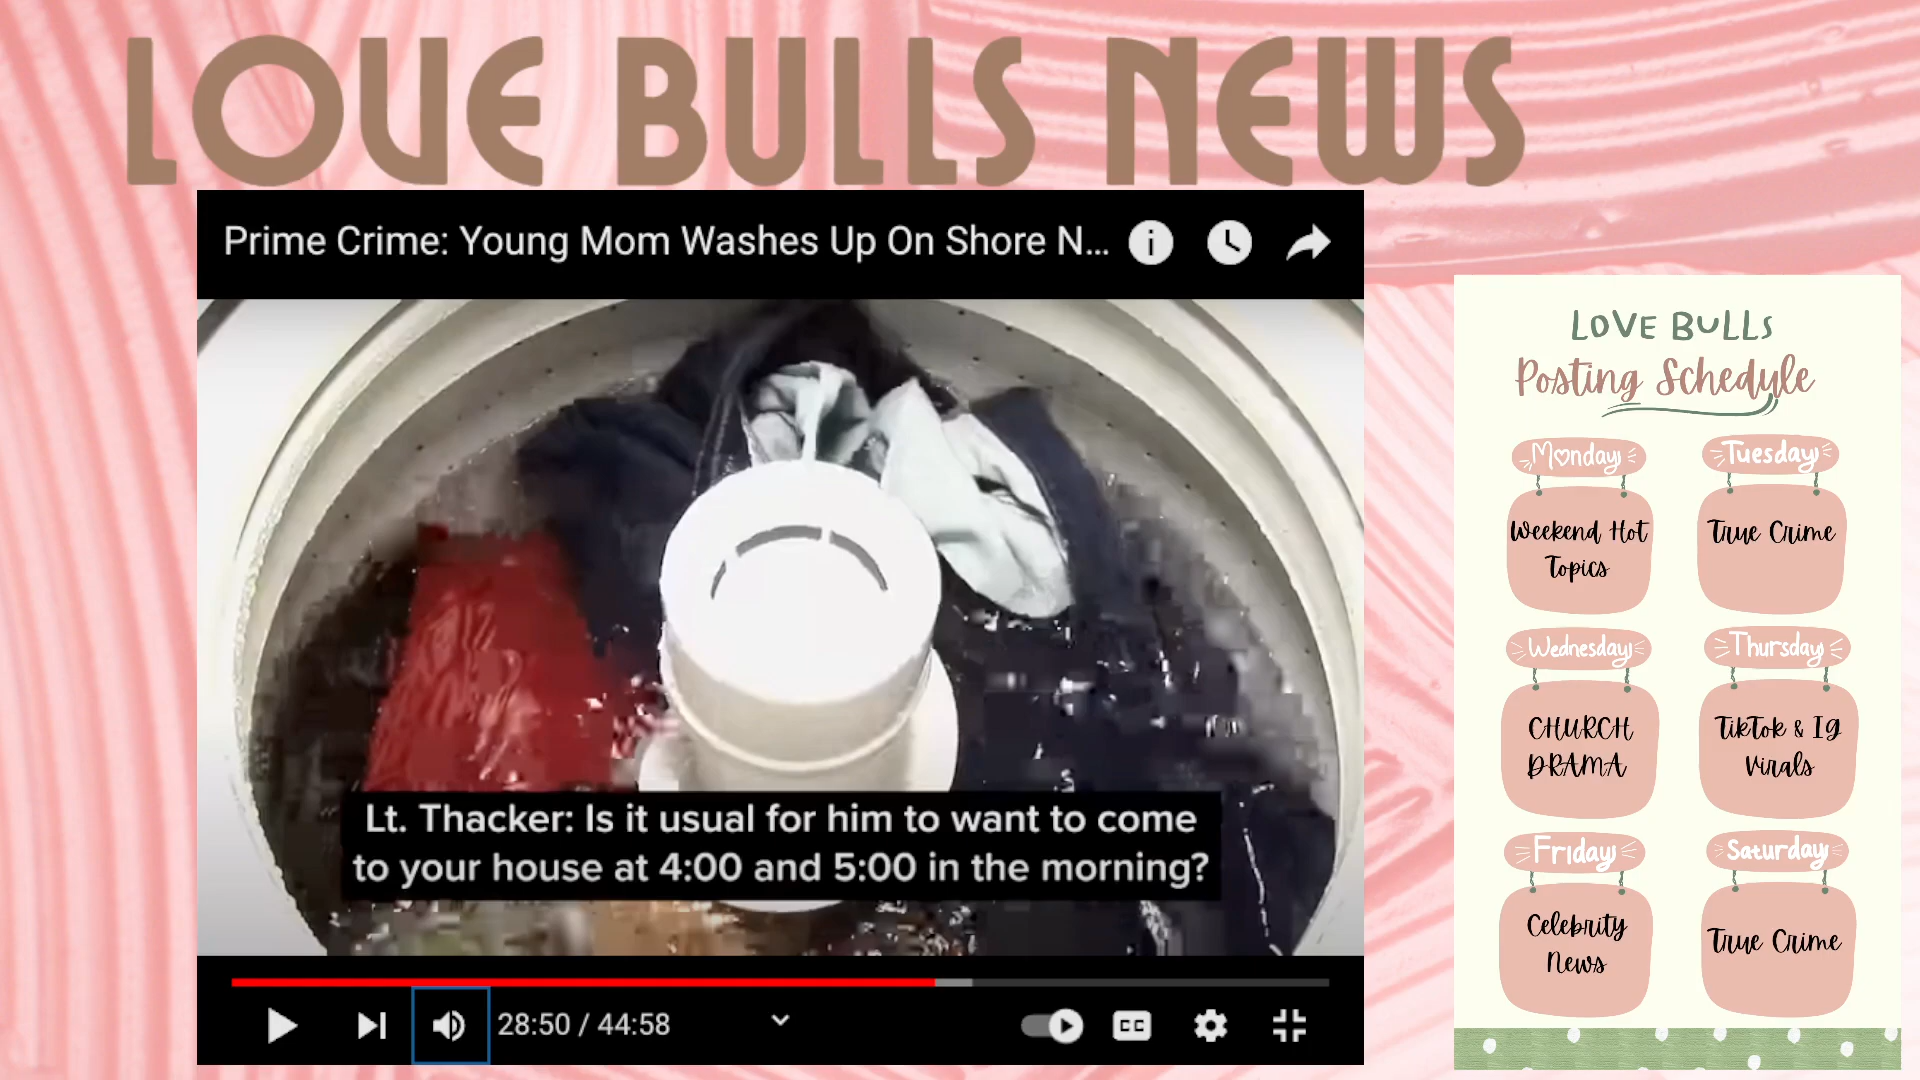 LOVE BULLS NEWS
Prime Crime: Young Mom Washes Up On Shore N...
Lt. Thacker: Is it usual for him to want to come
to your house at 4:00 and 5:00 in the morning?
28:50 / 44:58
CC
LOVE BULLS
Posting Schedule
Monday
Weekend Hot
Topics
Tuesday
True Crime
Wednesday
CHURCH
DRAMA
Thursday
TikTok & IG
Virals
Friday
Celebrity
News
Saturday
True Crime